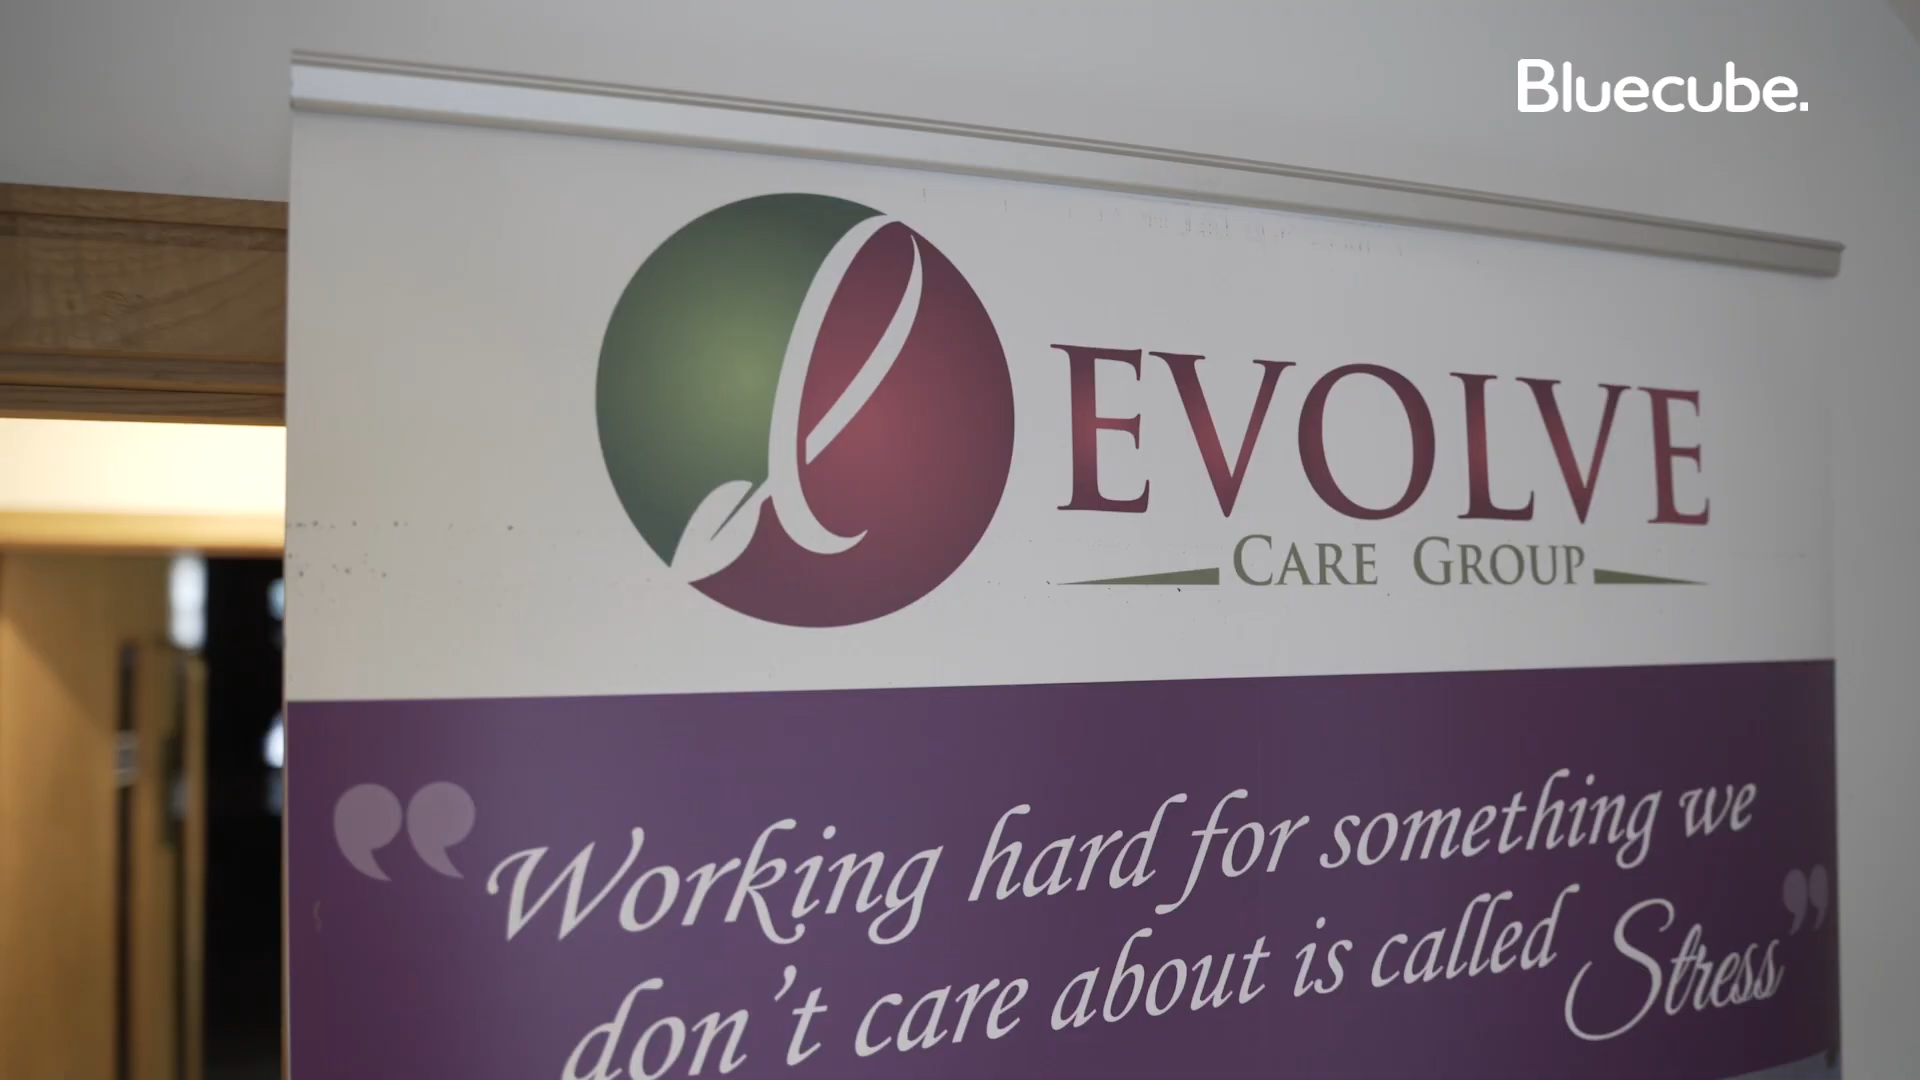 Bluecube.
EVOLVE
CARE GROUP
“Working hard for something we
don’t care about is called Stress”